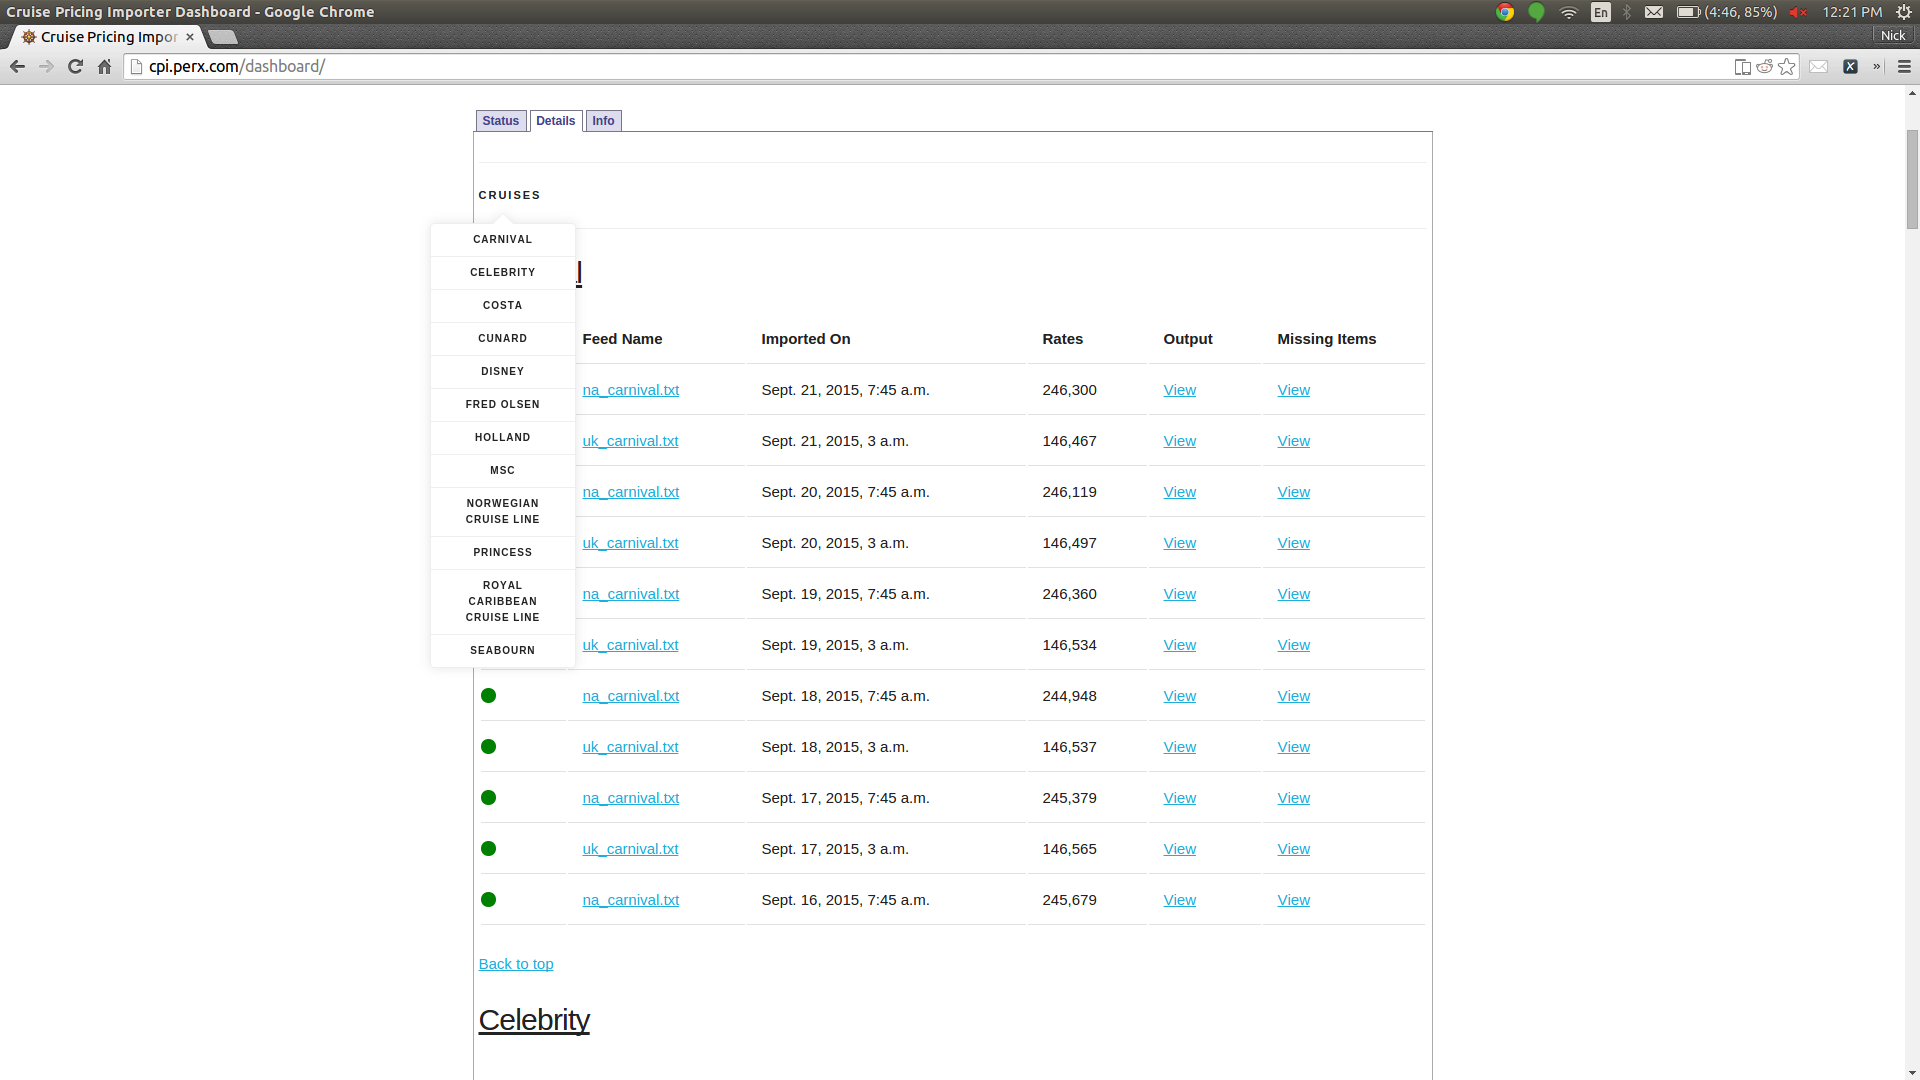 Cruise Pricing Importer Dashboard - Google Chrome
En (4:46, 85%) 12:21 PM
Cruise Pricing Impor
Nick
cpi.perx.com/dashboard/
Status Details Info
CRUISES
CARNIVAL
CELEBRITY
COSTA
CUNARD
DISNEY
FRED OLSEN
HOLLAND
MSC
NORWEGIAN
CRUISE LINE
PRINCESS
ROYAL
CARIBBEAN
CRUISE LINE
SEABOURN
Feed Name Imported On Rates Output Missing Items
na_carnival.txt Sept. 21, 2015, 7:45 a.m. 246,300 View View
uk_carnival.txt Sept. 21, 2015, 3 a.m. 146,467 View View
na_carnival.txt Sept. 20, 2015, 7:45 a.m. 246,119 View View
uk_carnival.txt Sept. 20, 2015, 3 a.m. 146,497 View View
na_carnival.txt Sept. 19, 2015, 7:45 a.m. 246,360 View View
uk_carnival.txt Sept. 19, 2015, 3 a.m. 146,534 View View
na_carnival.txt Sept. 18, 2015, 7:45 a.m. 244,948 View View
uk_carnival.txt Sept. 18, 2015, 3 a.m. 146,537 View View
na_carnival.txt Sept. 17, 2015, 7:45 a.m. 245,379 View View
uk_carnival.txt Sept. 17, 2015, 3 a.m. 146,565 View View
na_carnival.txt Sept. 16, 2015, 7:45 a.m. 245,679 View View
Back to top
Celebrity